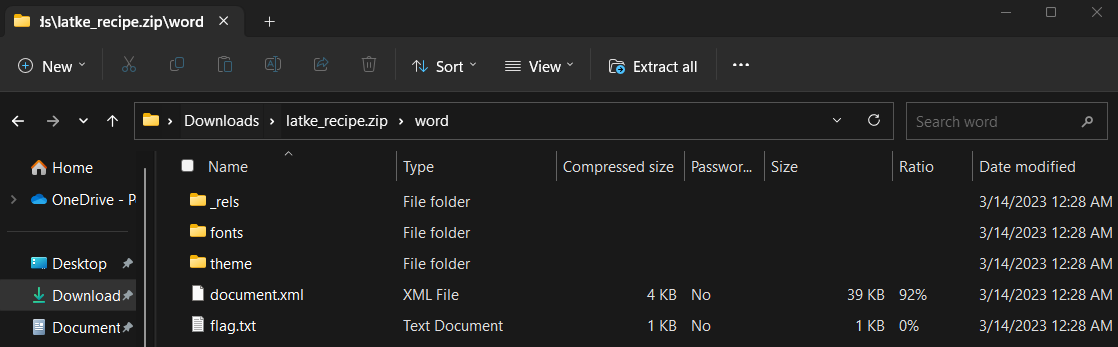 ls\latke_recipe.zip\word
New Sort View Extract all
Downloads latke_recipe.zip word Search word
Home Name Type Compressed size Passwor... Size Ratio Date modified
OneDrive - P _rels File folder 3/14/2023 12:28 AM
fonts File folder 3/14/2023 12:28 AM
Desktop theme File folder 3/14/2023 12:28 AM
Download document.xml XML File 4 KB No 39 KB 92% 3/14/2023 12:28 AM
Document flag.txt Text Document 1 KB No 1 KB 0% 3/14/2023 12:28 AM